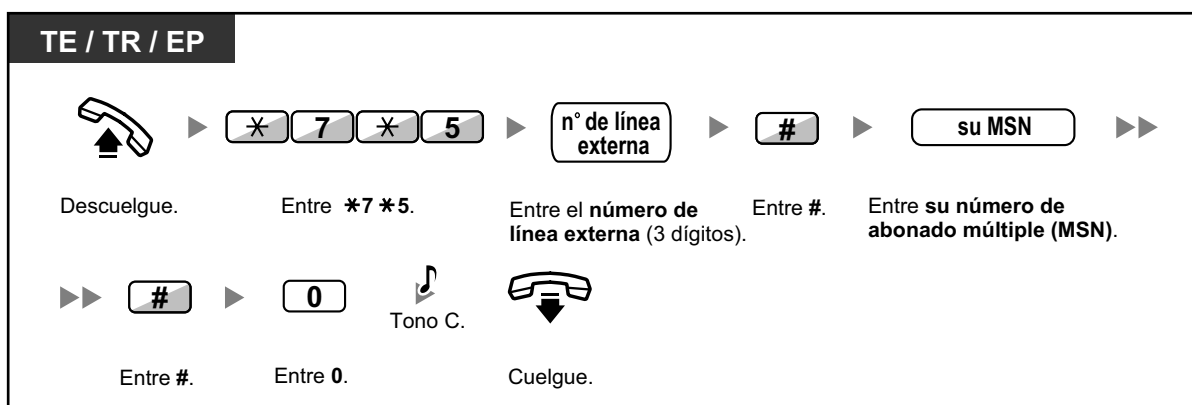 TE / TR / EP
* 7 * 5
n° de línea
externa
#
su MSN
Descuelgue.
Entre *7*5.
Entre el número de
línea externa (3 dígitos).
Entre #.
Entre su número de
abonado múltiple (MSN).
#
0
Tono C.
Entre #.
Entre 0.
Cuelgue.